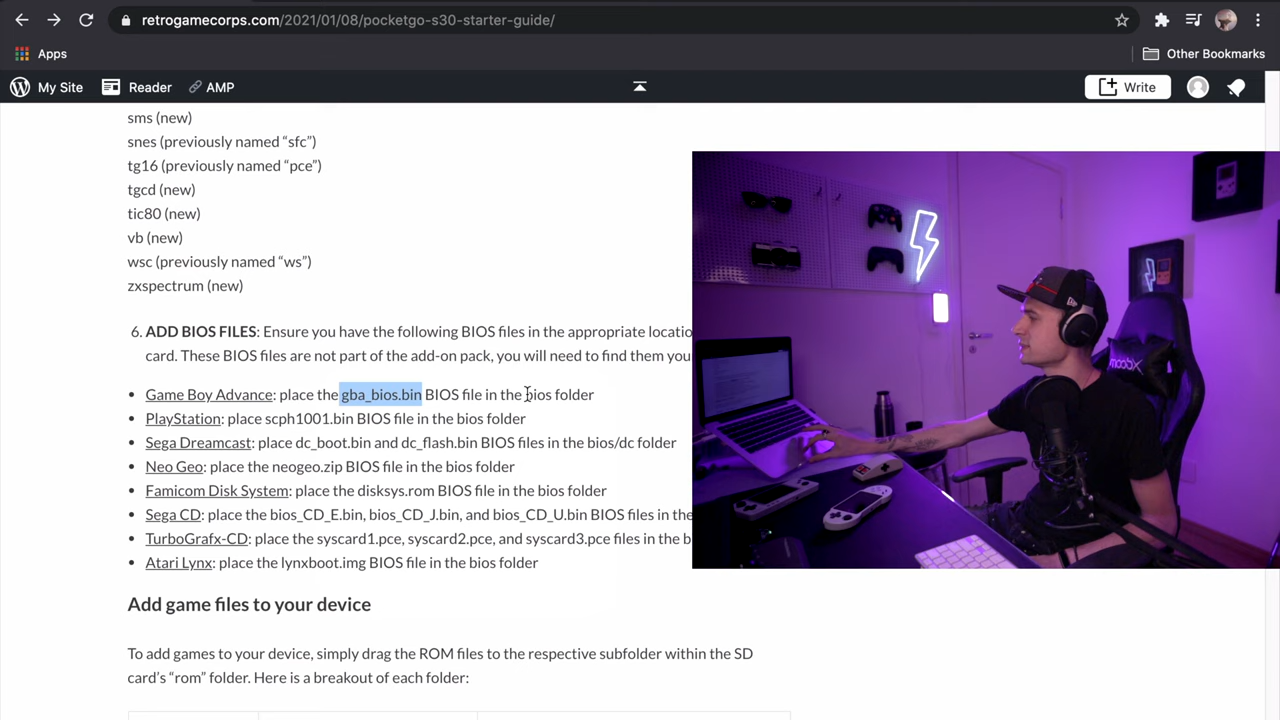 retrogamecorps.com/2021/01/08/pocketgo-s30-starter-guide/
Apps
Other Bookmarks
My Site
Reader
AMP
Write
sms (new)
snes (previously named “sfc”)
tg16 (previously named “pce”)
tgcd (new)
tic80 (new)
vb (new)
wsc (previously named “ws”)
zxspectrum (new)
6. ADD BIOS FILES: Ensure you have the following BIOS files in the appropriate locatio
card. These BIOS files are not part of the add-on pack, you will need to find them you
• Game Boy Advance: place the gba_bios.bin BIOS file in the bios folder
• PlayStation: place scph1001.bin BIOS file in the bios folder
• Sega Dreamcast: place dc_boot.bin and dc_flash.bin BIOS files in the bios/dc folder
• Neo Geo: place the neogeo.zip BIOS file in the bios folder
• Famicom Disk System: place the disksys.rom BIOS file in the bios folder
• Sega CD: place the bios_CD_E.bin, bios_CD_J.bin, and bios_CD_U.bin BIOS files in the
• TurboGrafx-CD: place the syscard1.pce, syscard2.pce, and syscard3.pce files in the b
• Atari Lynx: place the lynxboot.img BIOS file in the bios folder
Add game files to your device
To add games to your device, simply drag the ROM files to the respective subfolder within the SD
card’s “rom” folder. Here is a breakout of each folder: